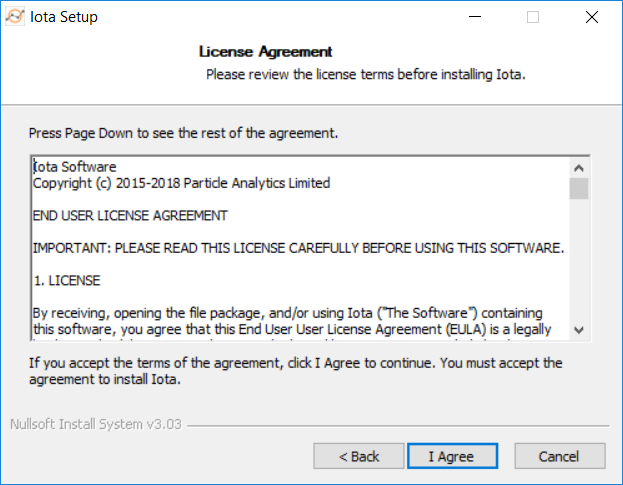 Iota Setup
License Agreement
Please review the license terms before installing Iota.
Press Page Down to see the rest of the agreement.
Iota Software
Copyright (c) 2015-2018 Particle Analytics Limited
END USER LICENSE AGREEMENT
IMPORTANT: PLEASE READ THIS LICENSE CAREFULLY BEFORE USING THIS SOFTWARE.
1. LICENSE
By receiving, opening the file package, and/or using Iota ("The Software") containing
this software, you agree that this End User User License Agreement (EULA) is a legally
If you accept the terms of the agreement, click I Agree to continue. You must accept the
agreement to install Iota.
Nullsoft Install System v3.03
< Back
I Agree
Cancel